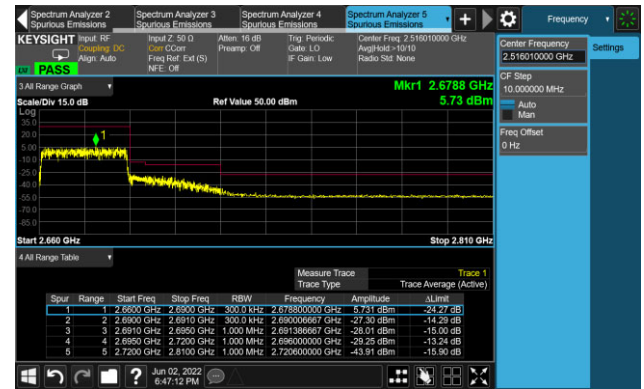 Spectrum Analyzer 2
Spurious Emissions
Spectrum Analyzer 3
Spurious Emissions
Spectrum Analyzer 4
Spurious Emissions
Spectrum Analyzer 5
Spurious Emissions
Frequency
KEYSIGHT
Input: RF
Coupling: DC
Align: Auto
Input Z: 50 Ω
Corr CCorr
Freq Ref: Ext (S)
NFE: Off
Atten: 16 dB
Preamp: Off
Trig: Periodic
Gate: LO
IF Gain: Low
Center Freq: 2.516010000 GHz
Avg|Hold:>10/10
Radio Std: None
PASS
Center Frequency
2.516010000 GHz
Settings
CF Step
10.000000 MHz
Auto
Man
Freq Offset
0 Hz
3 All Range Graph
Mkr1 2.6788 GHz
5.73 dBm
Scale/Div 15.0 dB
Ref Value 50.00 dBm
Log
35.0
20.0
5.00
-10.0
-25.0
-40.0
-55.0
-70.0
-85.0
1
Start 2.660 GHz
Stop 2.810 GHz
4 All Range Table
Measure Trace Trace 1
Trace Type Trace Average (Active)
Spur Range Start Freq Stop Freq RBW Frequency Amplitude ΔLimit
1 1 2.6600 GHz 2.6900 GHz 300.0 kHz 2.678800000 GHz 5.731 dBm -24.27 dB
2 2 2.6900 GHz 2.6910 GHz 300.0 kHz 2.690006667 GHz -27.30 dBm -14.29 dB
3 3 2.6910 GHz 2.6950 GHz 1.000 MHz 2.691386667 GHz -28.01 dBm -15.00 dB
4 4 2.6950 GHz 2.7200 GHz 1.000 MHz 2.696000000 GHz -29.25 dBm -13.24 dB
5 5 2.7200 GHz 2.8100 GHz 1.000 MHz 2.720600000 GHz -43.91 dBm -15.90 dB
Jun 02, 2022
6:47:12 PM